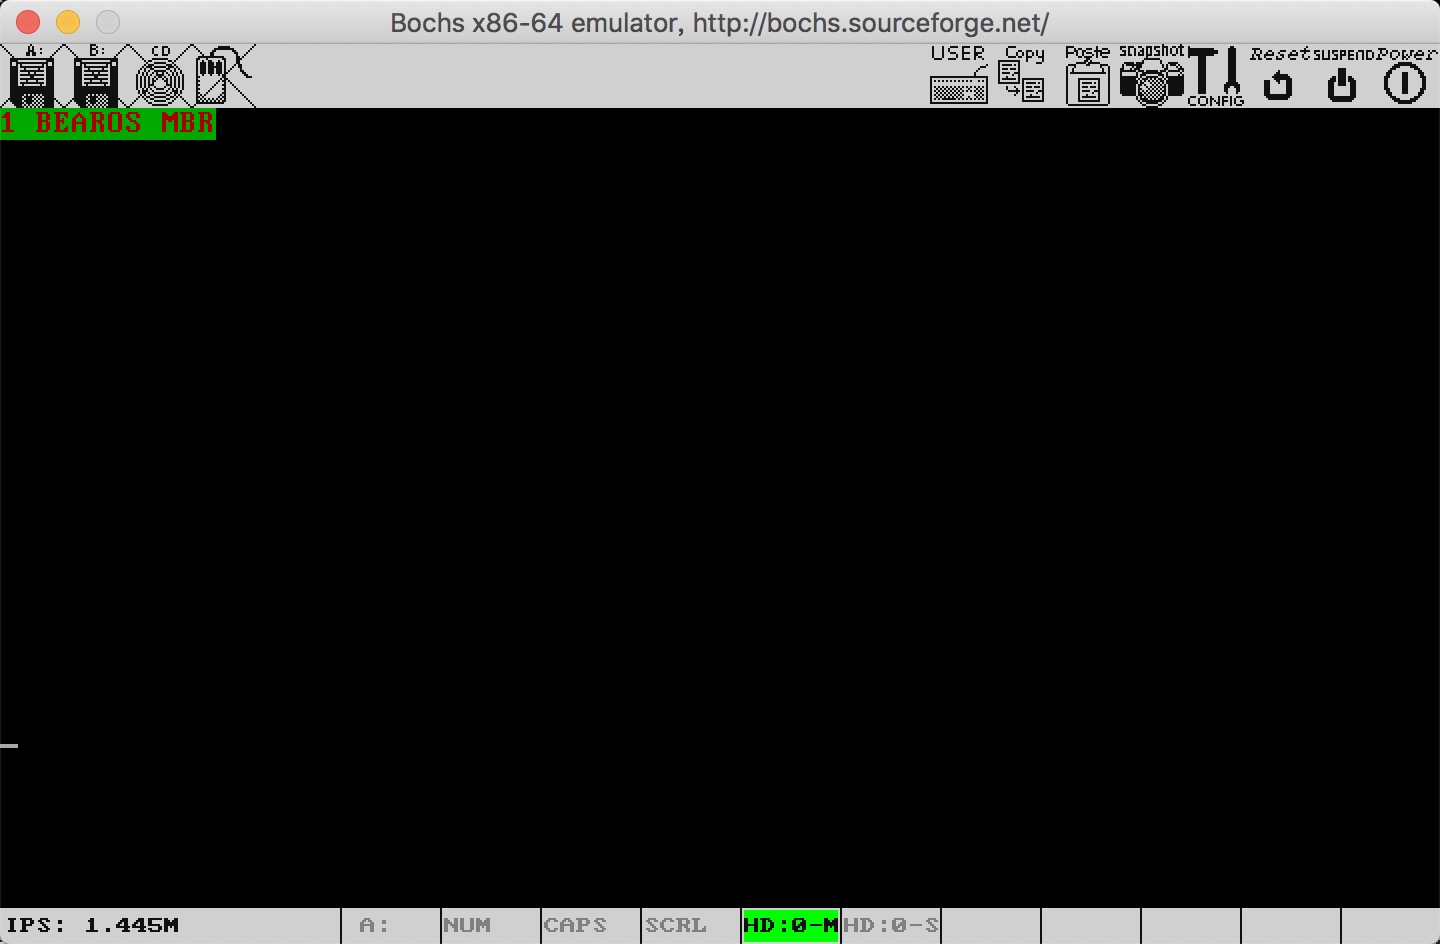 Bochs x86-64 emulator, http://bochs.sourceforge.net/
A: B: CD USER Copy Paste snapshot CONFIG Reset SUSPEND Power
1 BEAROS MBR
IPS: 1.445M A: NUM CAPS SCRL HD:0-M HD:0-S